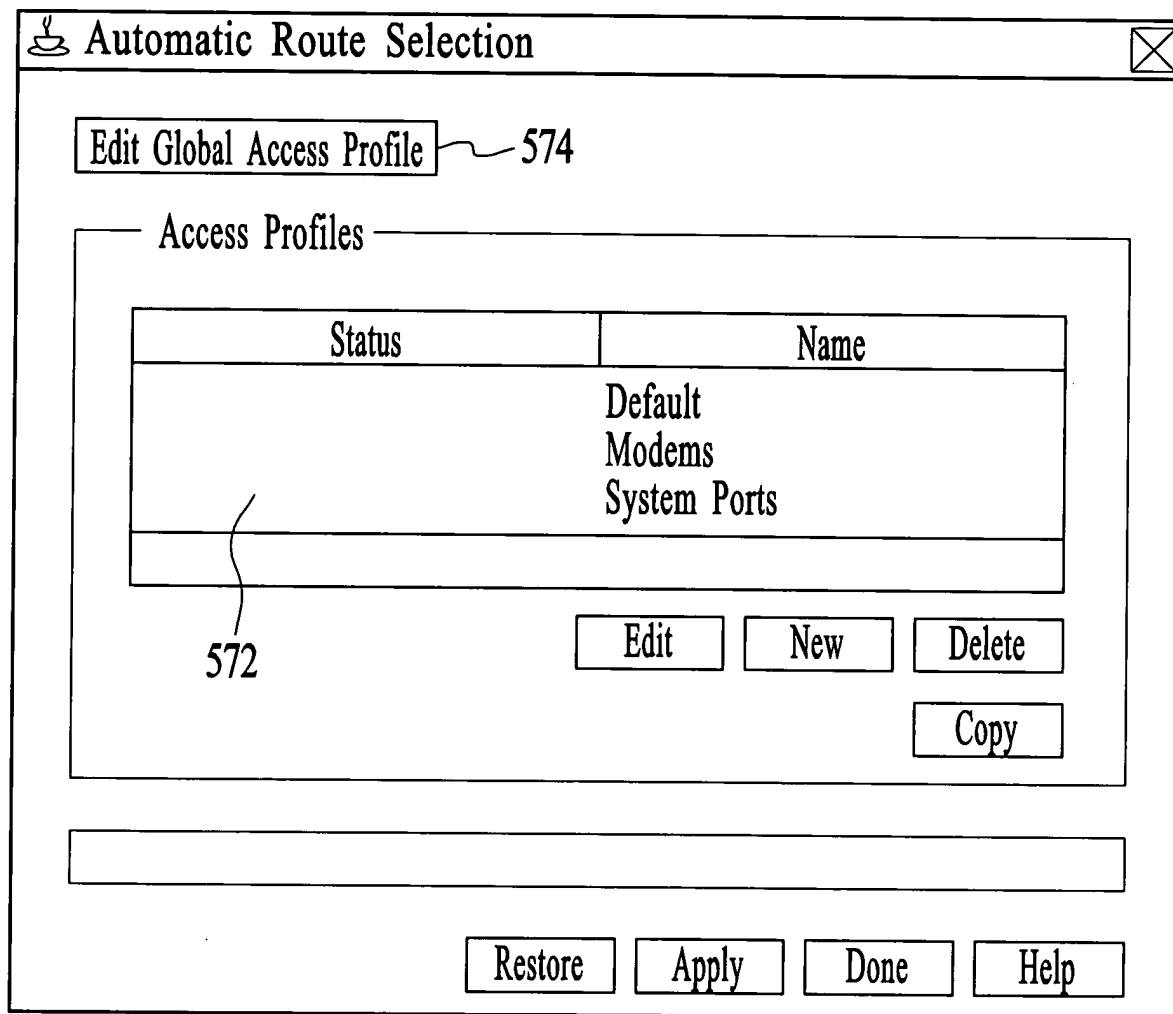 Automatic Route Selection
Edit Global Access Profile 574
Access Profiles
Status Name
Default
Modems
System Ports
572
Edit New Delete
Copy
Restore Apply Done Help